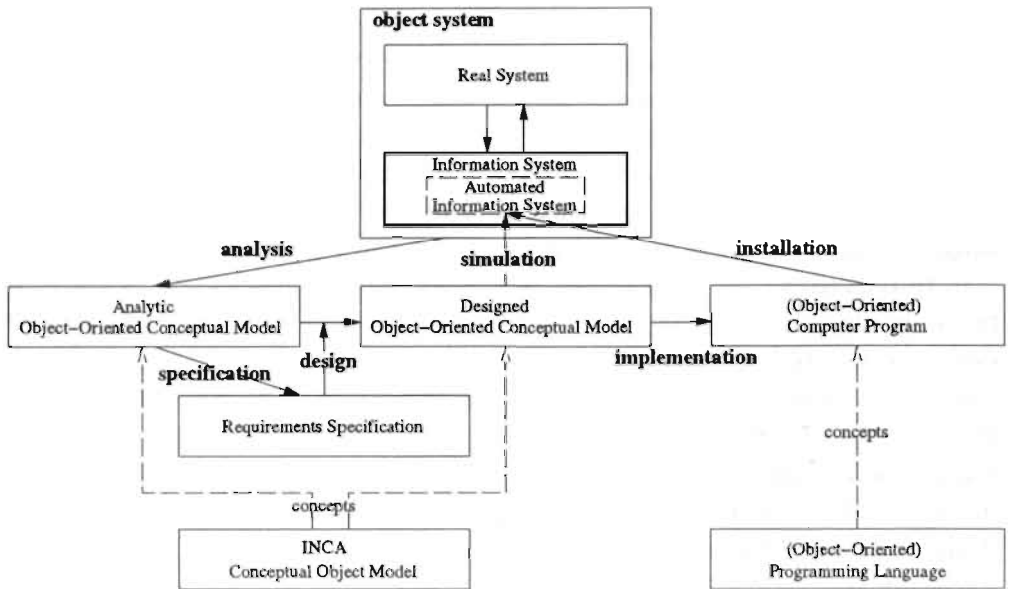 object system
Real System
Information System
Automated
Information System
analysis
simulation
installation
Analytic
Object-Oriented Conceptual Model
Designed
Object-Oriented Conceptual Model
(Object-Oriented)
Computer Program
specification
design
implementation
Requirements Specification
concepts
concepts
INCA
Conceptual Object Model
(Object-Oriented)
Programming Language